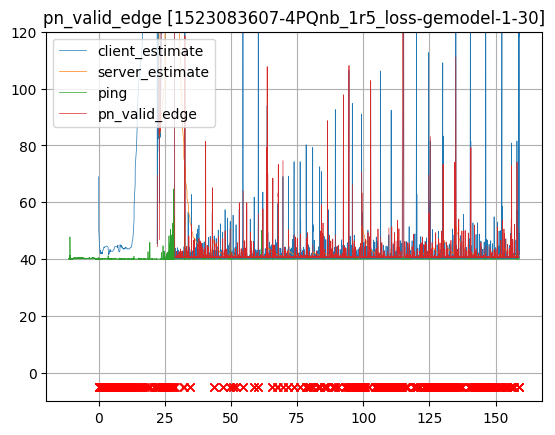 pn_valid_edge [1523083607-4PQnb_1r5_loss-gemodel-1-30]
120
100
80
60
40
20
0
client_estimate
server_estimate
ping
pn_valid_edge
0 25 50 75 100 125 150